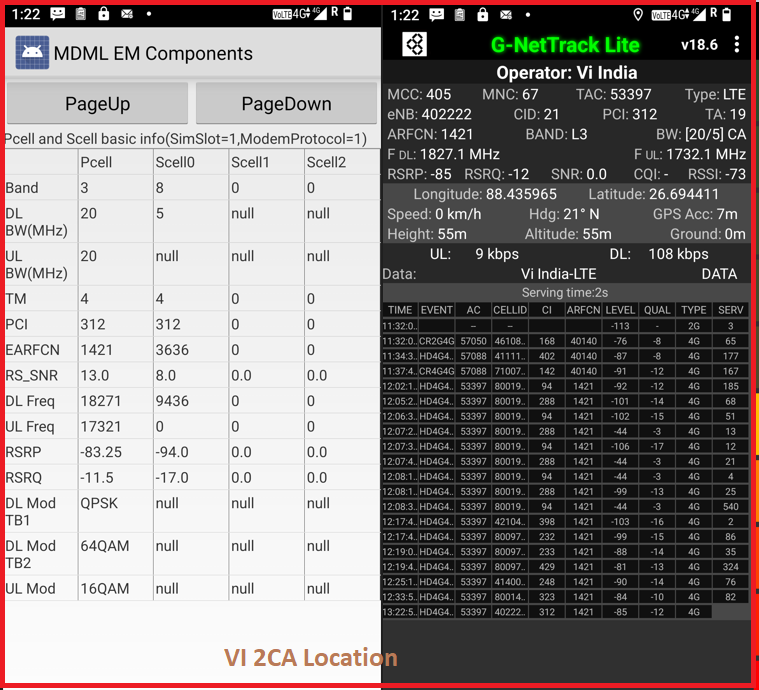 1:22
VoLTE 4G 4G R
MDML EM Components
PageUp PageDown
Pcell and Scell basic info(SimSlot=1,ModemProtocol=1)
Pcell Scell0 Scell1 Scell2
Band 3 8 0 0
DL BW(MHz) 20 5 null null
UL BW(MHz) 20 null null null
TM 4 4 0 0
PCI 312 312 0 0
EARFCN 1421 3636 0 0
RS_SNR 13.0 8.0 0.0 0.0
DL Freq 18271 9436 0 0
UL Freq 17321 0 0 0
RSRP -83.25 -94.0 0.0 0.0
RSRQ -11.5 -17.0 0.0 0.0
DL Mod TB1 QPSK null null null
DL Mod TB2 64QAM null null null
UL Mod 16QAM null null null
1:22
VoLTE 4G 4G R
G-NetTrack Lite v18.6
Operator: Vi India
MCC: 405 MNC: 67 TAC: 53397 Type: LTE
eNB: 402222 CID: 21 PCI: 312 TA: 19
ARFCN: 1421 BAND: L3 BW: [20/5] CA
F DL: 1827.1 MHz F UL: 1732.1 MHz
RSRP: -85 RSRQ: -12 SNR: 0.0 CQI: - RSSI: -73
Longitude: 88.435965 Latitude: 26.694411
Speed: 0 km/h Hdg: 21° N GPS Acc: 7m
Height: 55m Altitude: 55m Ground: 0m
UL: 9 kbps DL: 108 kbps
Data: Vi India-LTE DATA
Serving time:2s
TIME EVENT AC CELLID CI ARFCN LEVEL QUAL TYPE SERV
11:32:0.. -- -- -113 - 2G 3
11:32:0.. CR2G4G 57050 46108.. 168 40140 -76 -8 4G 65
11:34:3.. HD4G4.. 57088 41111.. 402 40140 -87 -8 4G 177
11:37:4.. CR4G4G 57088 71007.. 142 40140 -91 -12 4G 167
12:02:1.. HD4G4.. 53397 80019.. 94 1421 -92 -12 4G 185
12:05:2.. HD4G4.. 53397 80019.. 288 1421 -101 -14 4G 68
12:06:3.. HD4G4.. 53397 80019.. 94 1421 -102 -15 4G 51
12:07:2.. HD4G4.. 53397 80019.. 288 1421 -44 -3 4G 13
12:07:3.. HD4G4.. 53397 80019.. 94 1421 -106 -17 4G 12
12:07:4.. HD4G4.. 53397 80019.. 288 1421 -44 -3 4G 21
12:08:1.. HD4G4.. 53397 80019.. 94 1421 -44 -3 4G 4
12:08:1.. HD4G4.. 53397 80019.. 288 1421 -99 -13 4G 25
12:08:3.. HD4G4.. 53397 80019.. 94 1421 -44 -3 4G 540
12:17:4.. HD4G4.. 53397 42104.. 398 1421 -103 -16 4G 2
12:17:4.. HD4G4.. 53397 80097.. 232 1421 -99 -15 4G 86
12:19:0.. HD4G4.. 53397 80097.. 233 1421 -88 -14 4G 35
12:19:4.. HD4G4.. 53397 80097.. 429 1421 -81 -13 4G 324
12:25:1.. HD4G4.. 53397 41400.. 248 1421 -90 -14 4G 76
12:33:5.. HD4G4.. 53397 80014.. 323 1421 -84 -10 4G 82
13:22:5.. HD4G4.. 53397 40222.. 312 1421 -85 -12 4G
VI 2CA Location